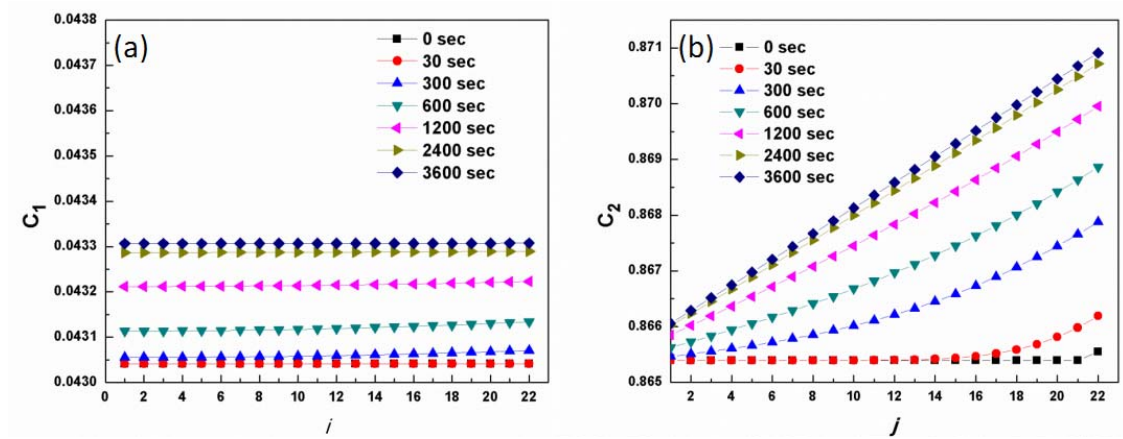 (a)
0 sec
30 sec
300 sec
600 sec
1200 sec
2400 sec
3600 sec
0.0438
0.0437
0.0436
0.0435
0.0434
0.0433
0.0432
0.0431
0.0430
C1
0 2 4 6 8 10 12 14 16 18 20 22
i
(b)
0 sec
30 sec
300 sec
600 sec
1200 sec
2400 sec
3600 sec
0.871
0.870
0.869
0.868
0.867
0.866
0.865
C2
2 4 6 8 10 12 14 16 18 20 22
j